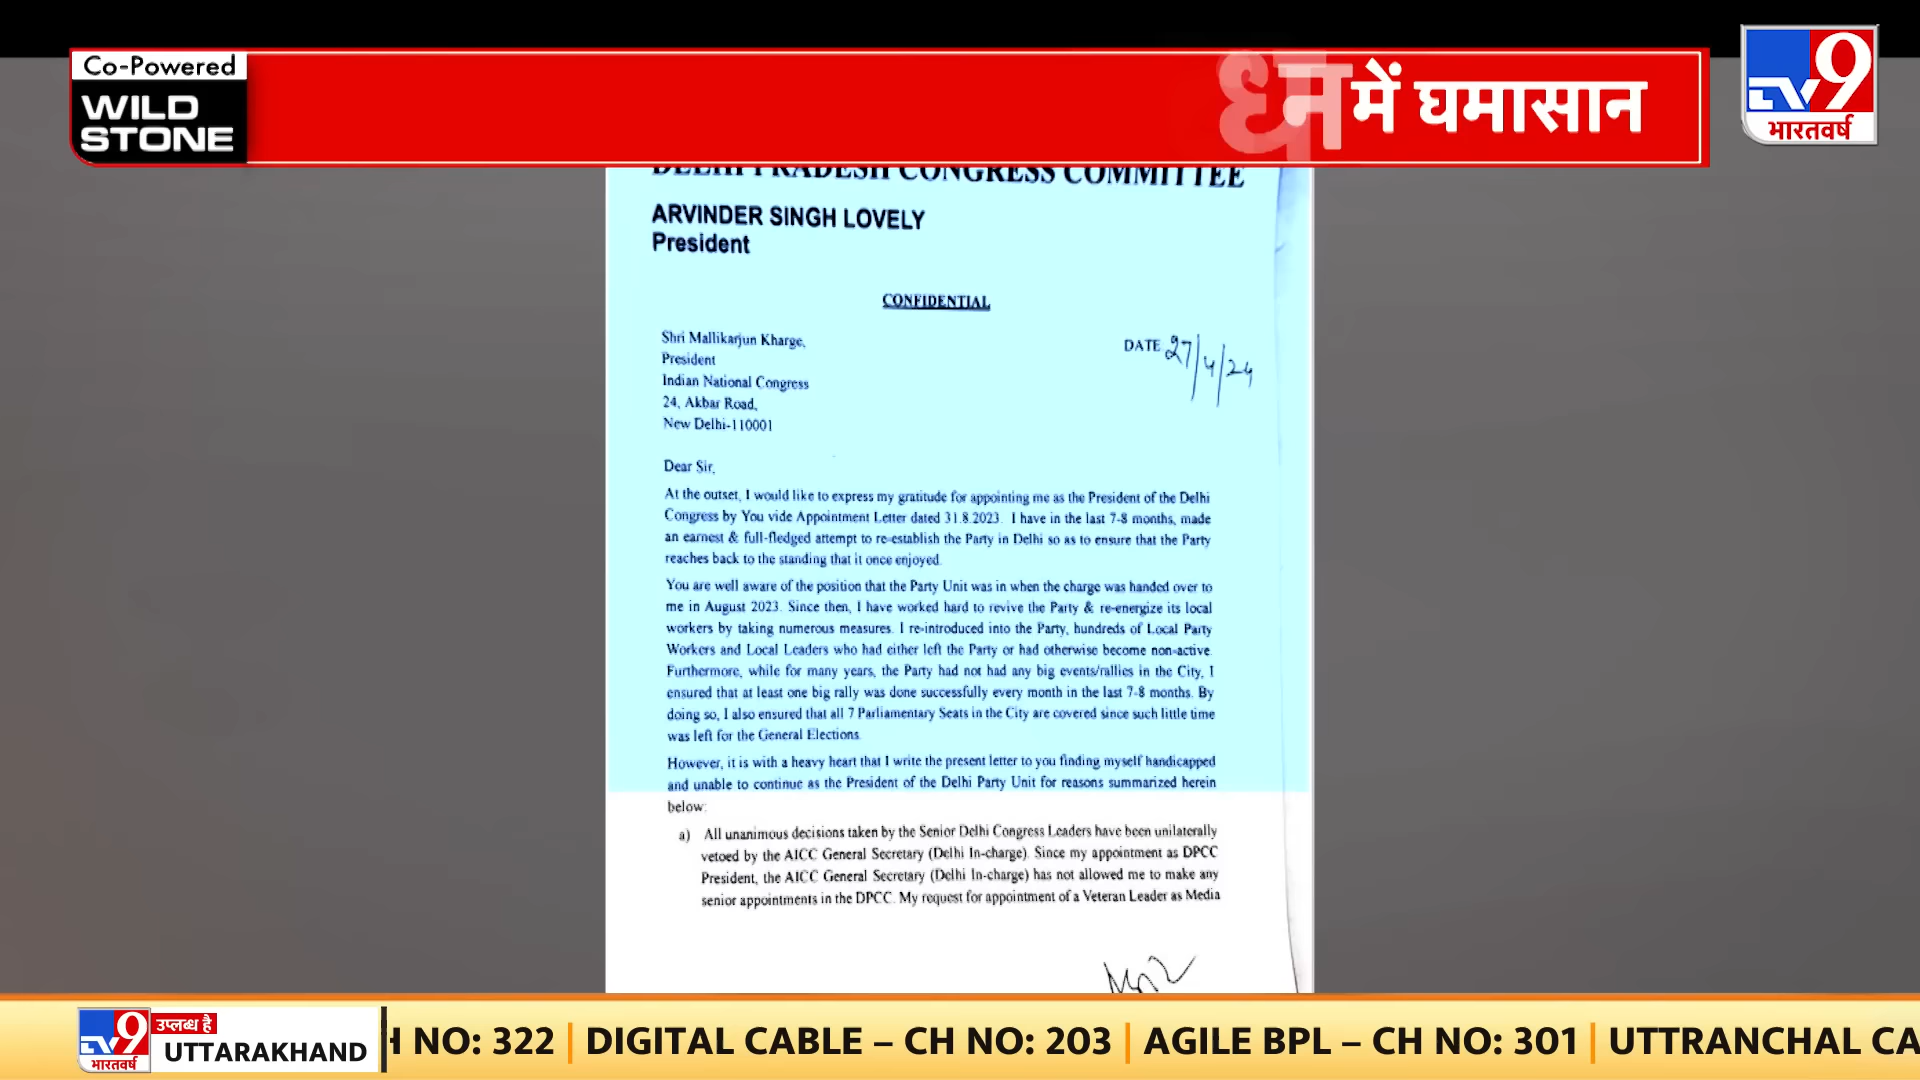 Co-Powered
WILD
STONE
में घमासान
TV9
भारतवर्ष
DELHI PRADESH CONGRESS COMMITTEE
ARVINDER SINGH LOVELY
President
CONFIDENTIAL
Shri Mallikarjun Kharge,
President
Indian National Congress
24, Akbar Road,
New Delhi-110001
DATE 27/4/24
Dear Sir,
At the outset, I would like to express my gratitude for appointing me as the President of the Delhi
Congress by You vide Appointment Letter dated 31.8.2023. I have in the last 7-8 months, made
an earnest & full-fledged attempt to re-establish the Party in Delhi so as to ensure that the Party
reaches back to the standing that it once enjoyed.
You are well aware of the position that the Party Unit was in when the charge was handed over to
me in August 2023. Since then, I have worked hard to revive the Party & re-energize its local
workers by taking numerous measures. I re-introduced into the Party, hundreds of Local Party
Workers and Local Leaders who had either left the Party or had otherwise become non-active.
Furthermore, while for many years, the Party had not had any big events/rallies in the City, I
ensured that at least one big rally was done successfully every month in the last 7-8 months. By
doing so, I also ensured that all 7 Parliamentary Seats in the City are covered since such little time
was left for the General Elections.
However, it is with a heavy heart that I write the present letter to you finding myself handicapped
and unable to continue as the President of the Delhi Party Unit for reasons summarized herein
below:
a) All unanimous decisions taken by the Senior Delhi Congress Leaders have been unilaterally
vetoed by the AICC General Secretary (Delhi In-charge). Since my appointment as DPCC
President, the AICC General Secretary (Delhi In-charge) has not allowed me to make any
senior appointments in the DPCC. My request for appointment of a Veteran Leader as Media
TV9
भारतवर्ष
उपलब्ध है
UTTARAKHAND
H NO: 322 | DIGITAL CABLE – CH NO: 203 | AGILE BPL – CH NO: 301 | UTTRANCHAL CA